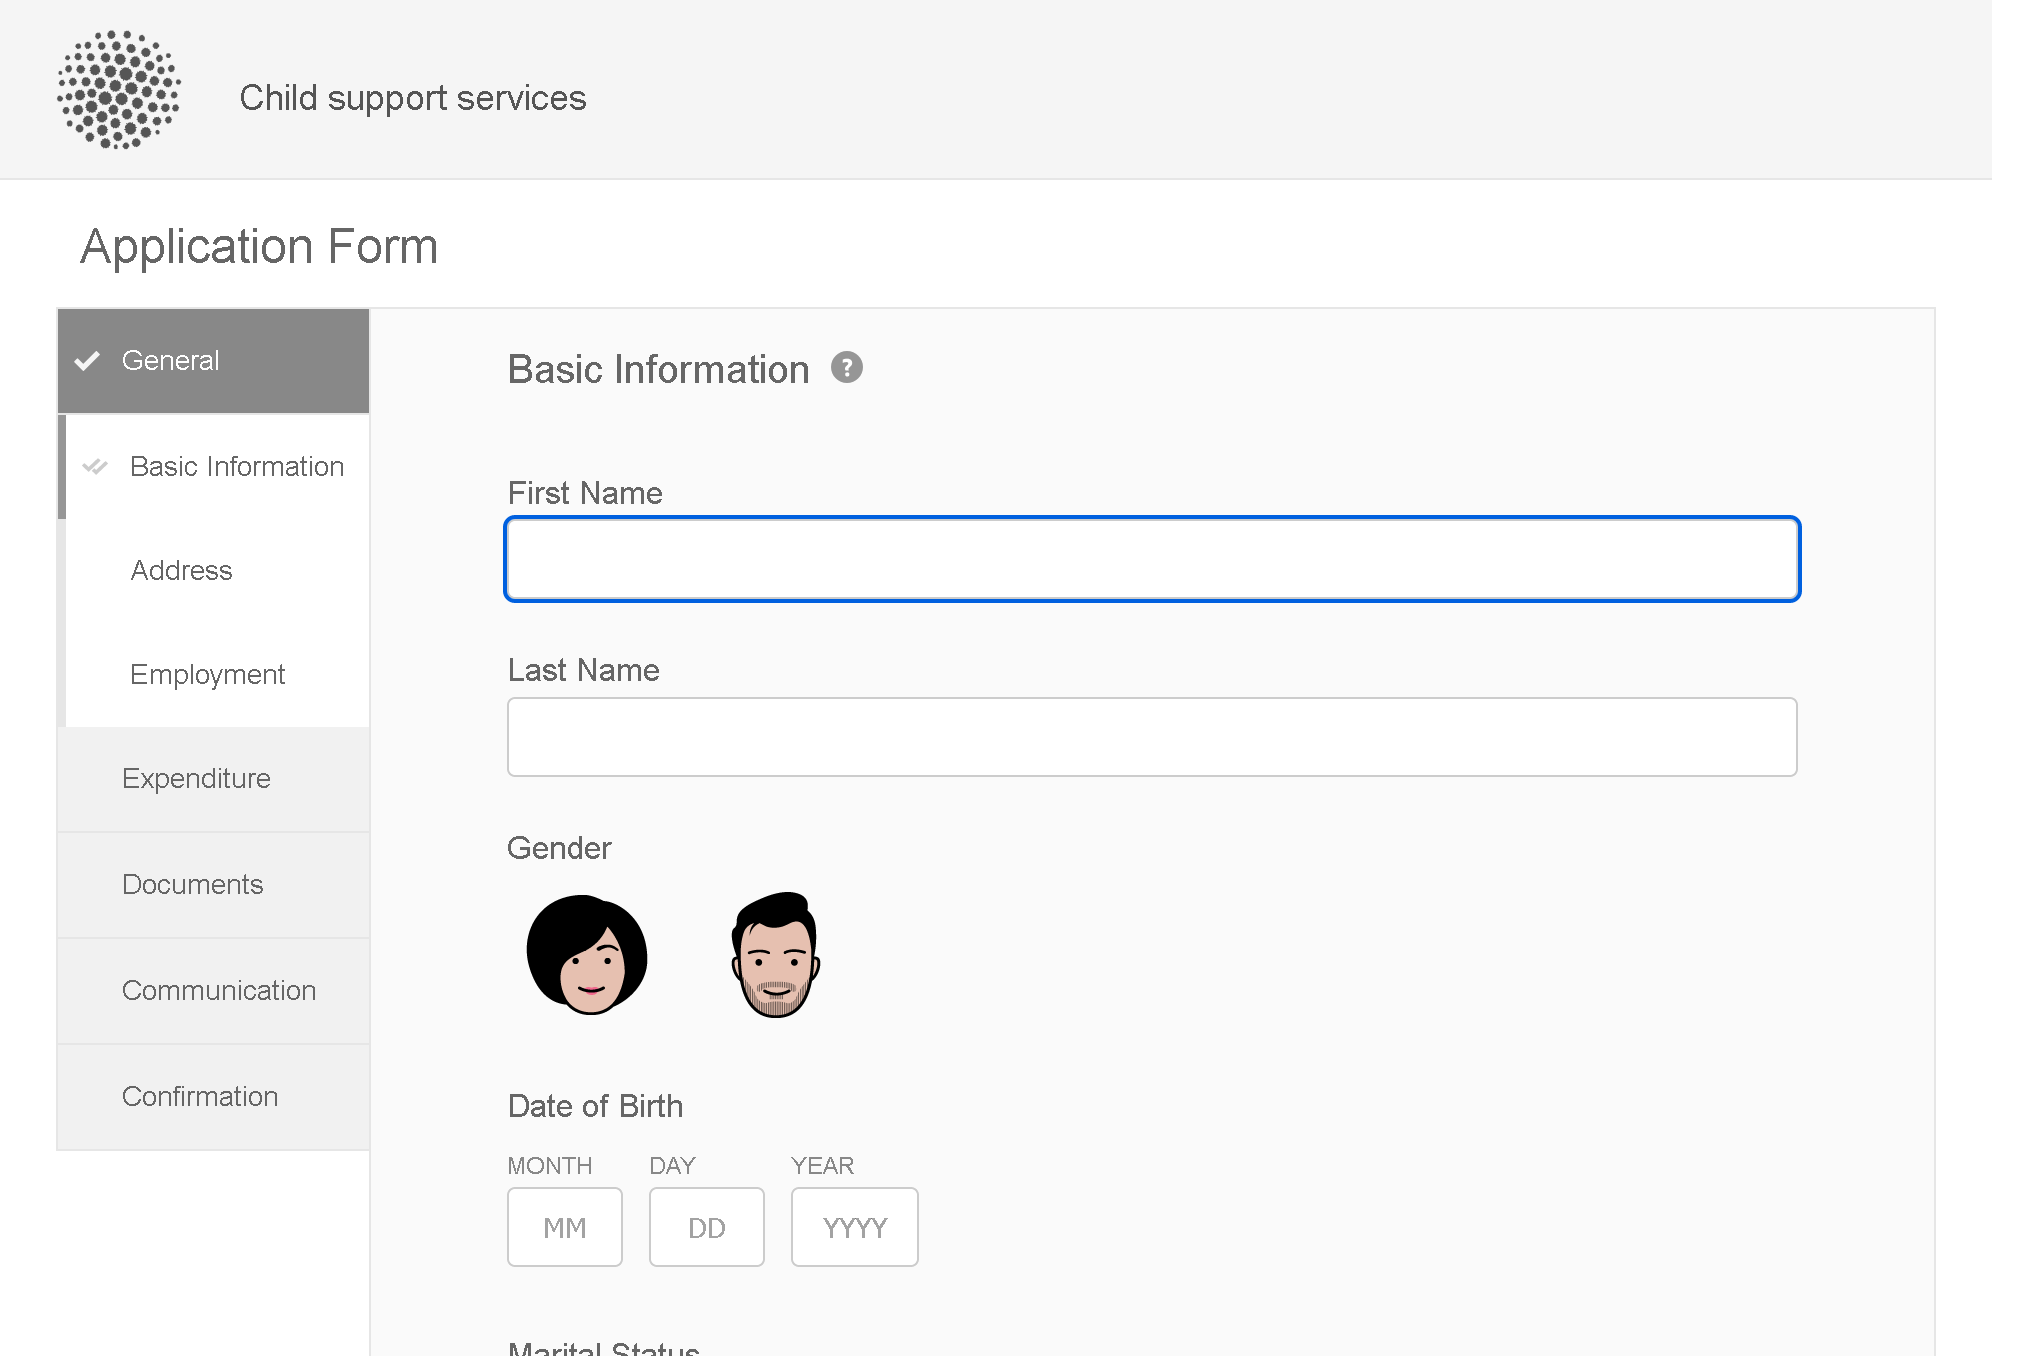 Child support services
Application Form
General
Basic Information
Address
Employment
Expenditure
Documents
Communication
Confirmation
Basic Information ?
First Name
Last Name
Gender
Date of Birth
MONTH DAY YEAR
MM DD YYYY
Marital Status